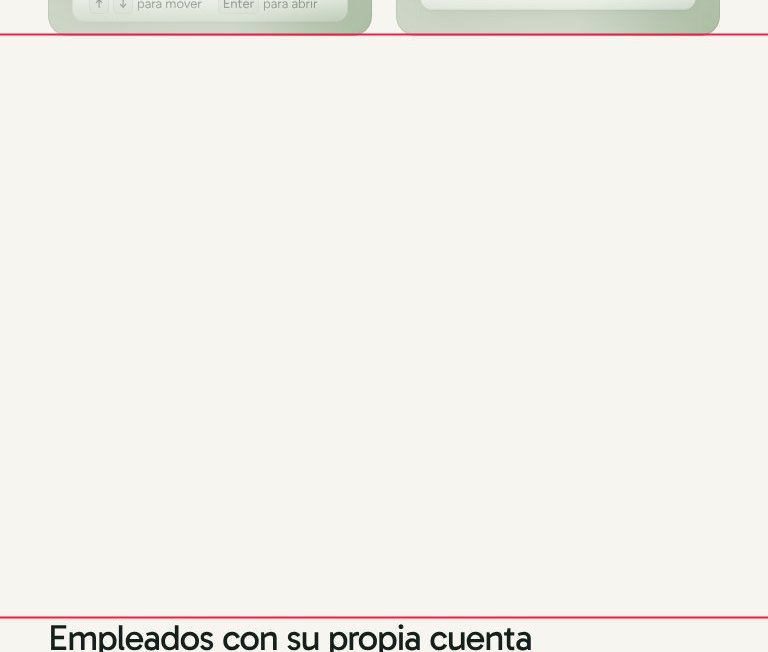 ↑ ↓ para mover Enter para abrir
Empleados con su propia cuenta